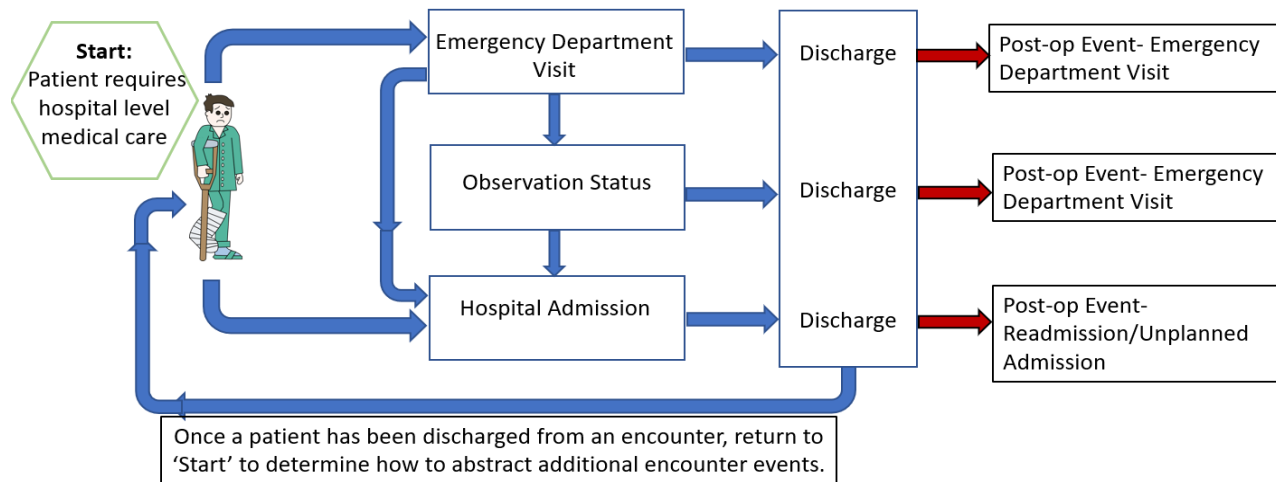 Start:
Patient requires
hospital level
medical care
Emergency Department
Visit
Discharge
Post-op Event- Emergency
Department Visit
Observation Status
Discharge
Post-op Event- Emergency
Department Visit
Hospital Admission
Discharge
Post-op Event-
Readmission/Unplanned
Admission
Once a patient has been discharged from an encounter, return to
‘Start’ to determine how to abstract additional encounter events.